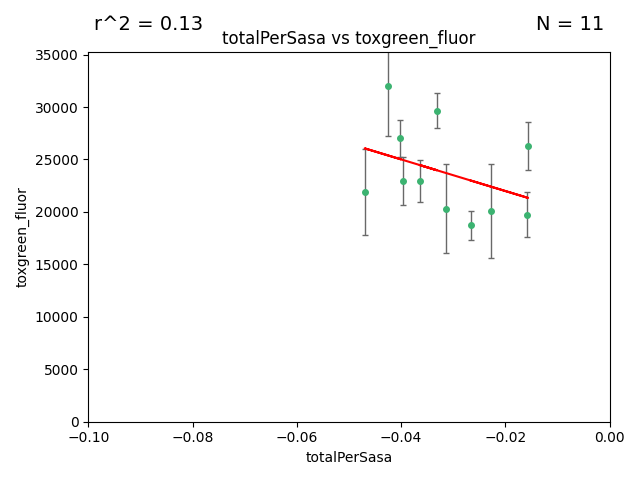 r^2 = 0.13
N = 11
totalPerSasa vs toxgreen_fluor
toxgreen_fluor
35000
30000
25000
20000
15000
10000
5000
0
−0.10
−0.08
−0.06
−0.04
−0.02
0.00
totalPerSasa